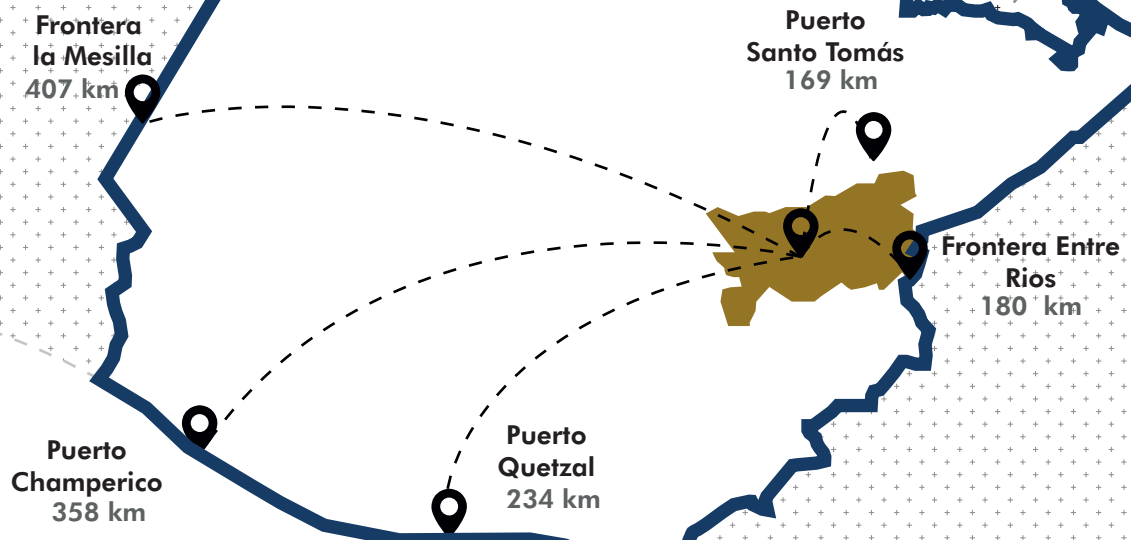 Frontera
la Mesilla
407 km
Puerto
Santo Tomás
169 km
Frontera Entre
Rios
180 km
Puerto
Champerico
358 km
Puerto
Quetzal
234 km